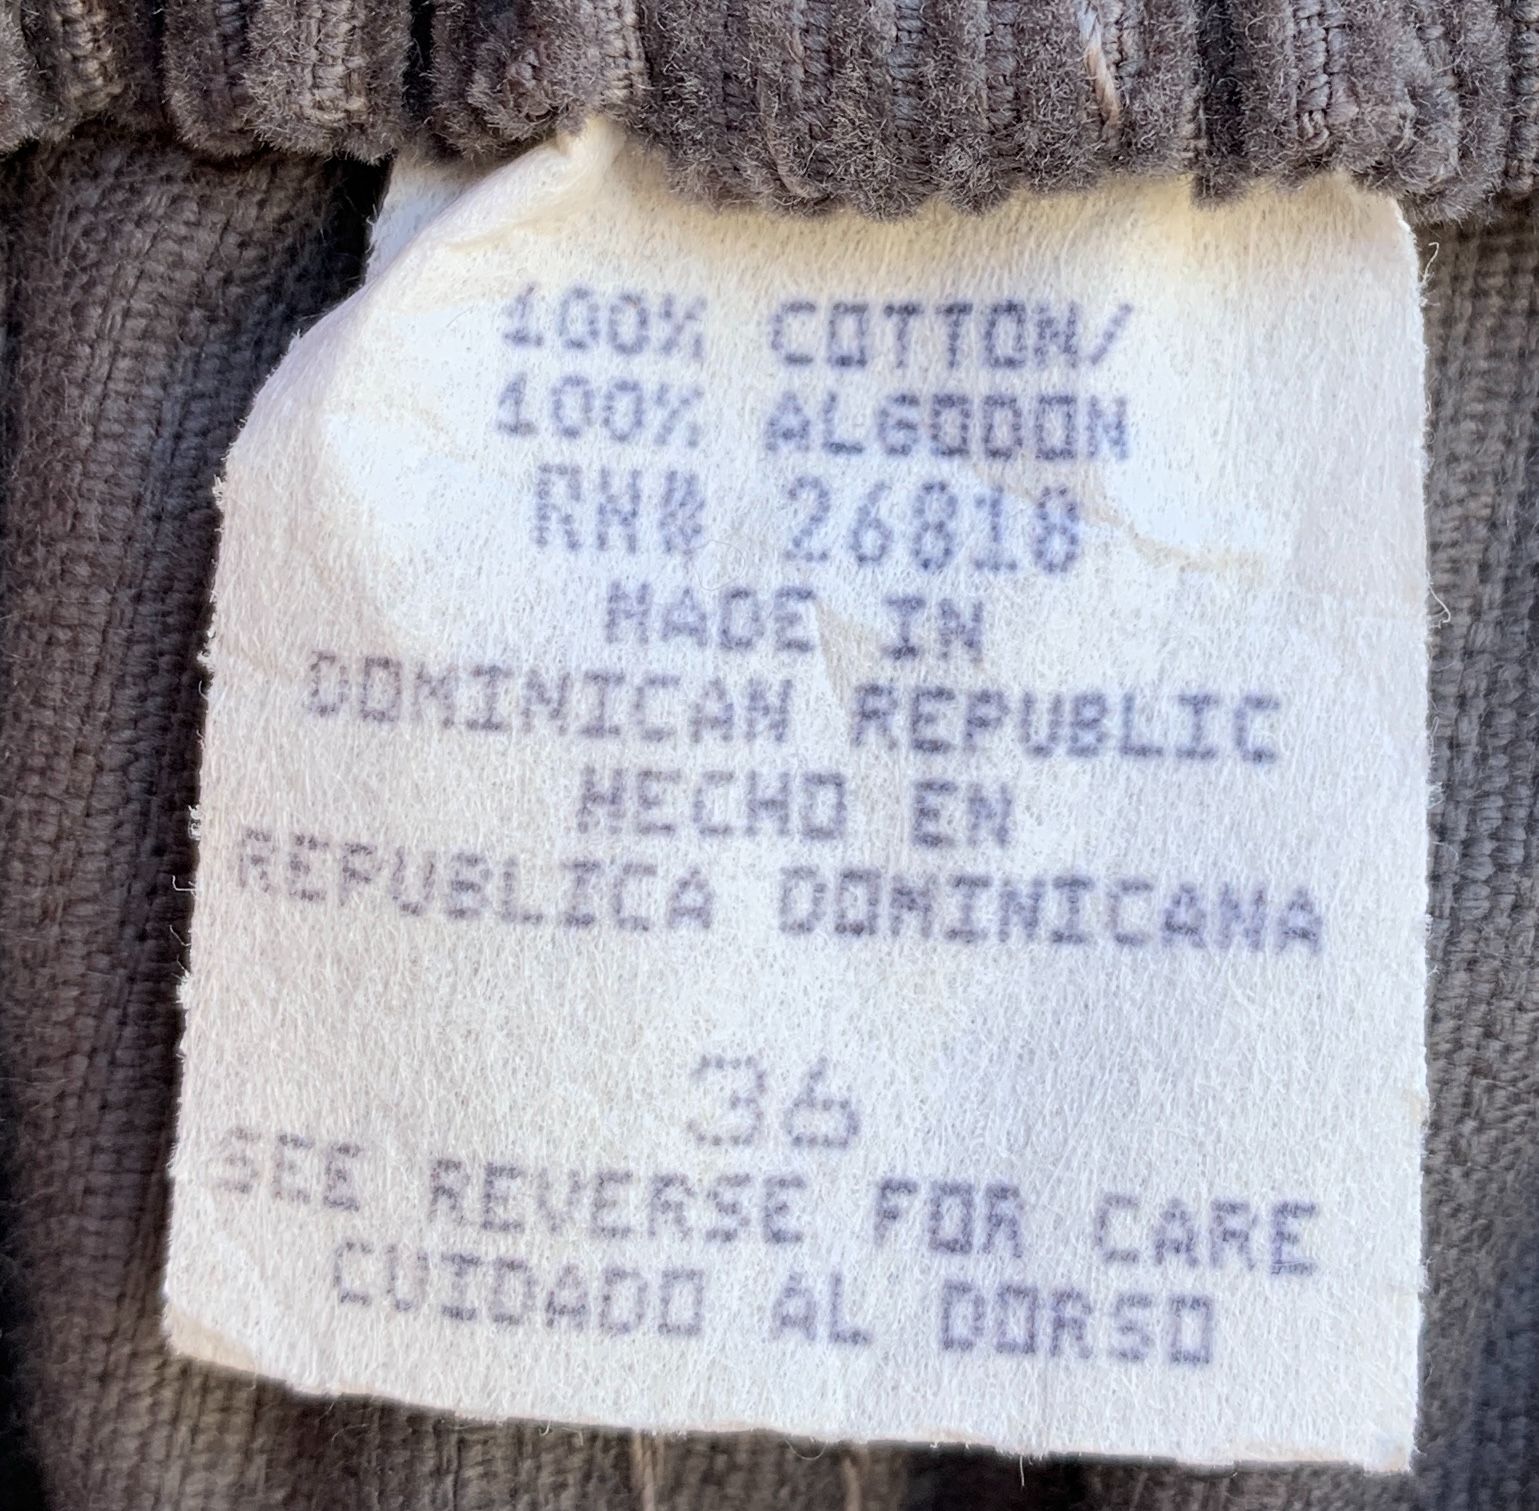 100% COTTON/
100% ALGODON
RN# 26818
MADE IN
DOMINICAN REPUBLIC
HECHO EN
REPUBLICA DOMINICANA
36
SEE REVERSE FOR CARE
CUIDADO AL DORSO